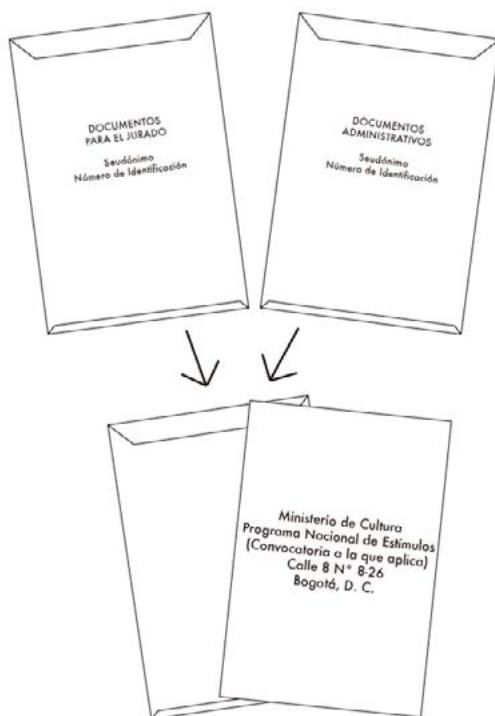 DOCUMENTOS
PARA EL JURADO
Seudónimo
Número de Identificación
DOCUMENTOS
ADMINISTRATIVOS
Seudónimo
Número de Identificación
Ministerio de Cultura
Programa Nacional de Estímulos
(Convocatoria a la que aplica)
Calle 8 N° 8-26
Bogotá, D. C.